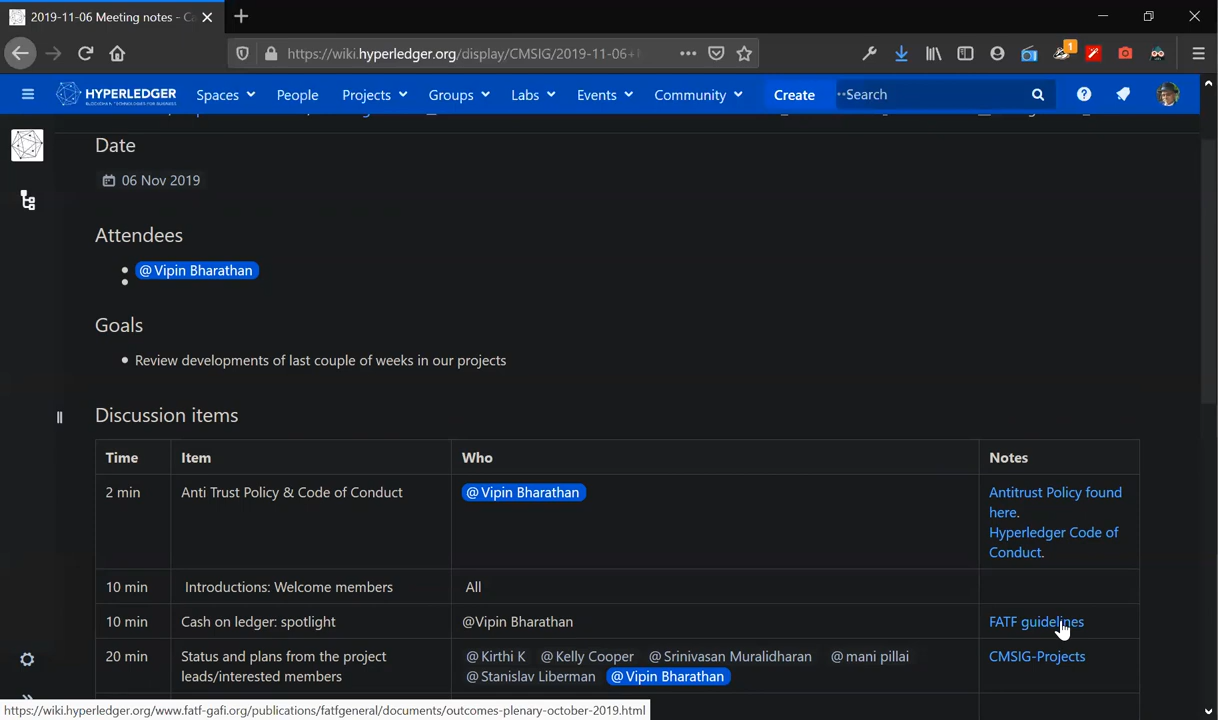 2019-11-06 Meeting notes - C
https://wiki.hyperledger.org/display/CMSIG/2019-11-06+
1
HYPERLEDGER
BLOCKCHAIN TECHNOLOGIES FOR BUSINESS
Spaces People Projects Groups Labs Events Community Create Search
Date
06 Nov 2019
Attendees
@Vipin Bharathan
Goals
Review developments of last couple of weeks in our projects
Discussion items
Time Item Who Notes
2 min Anti Trust Policy & Code of Conduct @Vipin Bharathan Antitrust Policy found
here.
Hyperledger Code of
Conduct.
10 min Introductions: Welcome members All
10 min Cash on ledger: spotlight @Vipin Bharathan FATF guidelines
20 min Status and plans from the project @Kirthi K @Kelly Cooper @Srinivasan Muralidharan @mani pillai CMSIG-Projects
leads/interested members @Stanislav Liberman @Vipin Bharathan
https://wiki.hyperledger.org/www.fatf-gafi.org/publications/fatfgeneral/documents/outcomes-plenary-october-2019.html